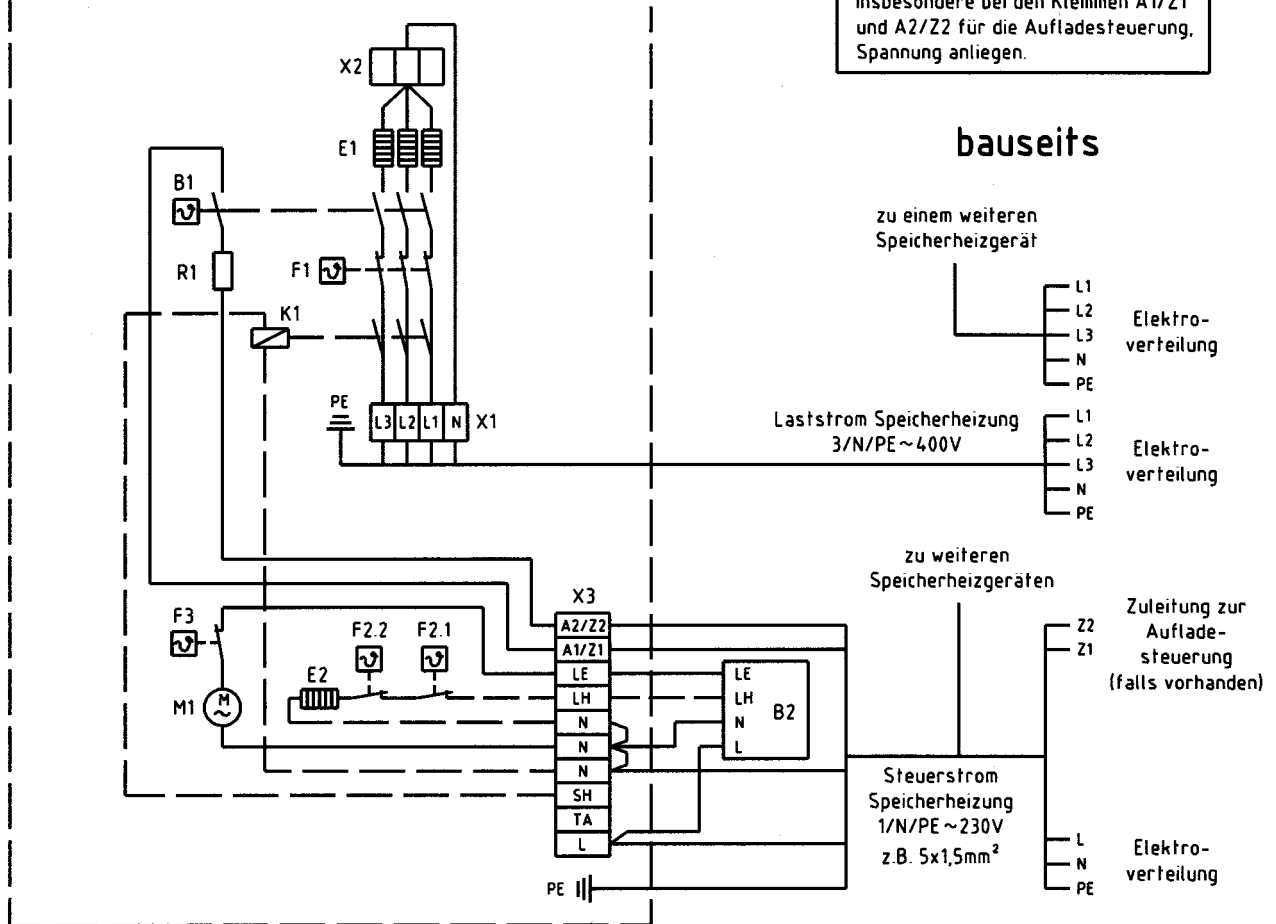 insbesondere bei den Klemmen A1/Z1
und A2/Z2 für die Aufladesteuerung,
Spannung anliegen.
bauseits
X2
E1
B1
R1
F1
K1
PE
L3 L2 L1 N
X1
zu einem weiteren
Speicherheizgerät
L1
L2
L3
N
PE
Elektro-
verteilung
Laststrom Speicherheizung
3/N/PE~400V
L1
L2
L3
N
PE
Elektro-
verteilung
zu weiteren
Speicherheizgeräten
Z2
Z1
Zuleitung zur
Auflade-
steuerung
(falls vorhanden)
X3
A2/Z2
A1/Z1
LE
LH
N
N
N
SH
TA
L
PE
F3
M1
M
~
E2
F2.2
F2.1
LE
LH
N
L
B2
Steuerstrom
Speicherheizung
1/N/PE~230V
z.B. 5x1,5mm²
L
N
PE
Elektro-
verteilung